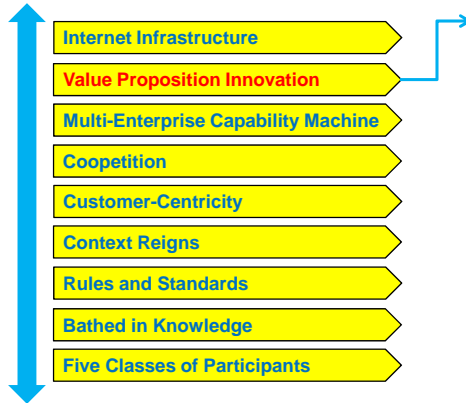 Internet Infrastructure
Value Proposition Innovation
Multi-Enterprise Capability Machine
Coopetition
Customer-Centricity
Context Reigns
Rules and Standards
Bathed in Knowledge
Five Classes of Participants